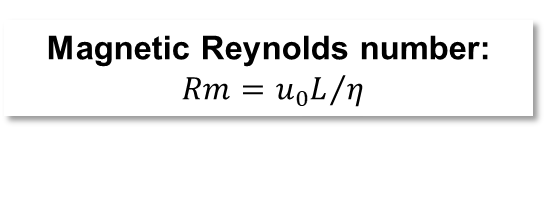 Magnetic Reynolds number:
Rm = u₀L/η